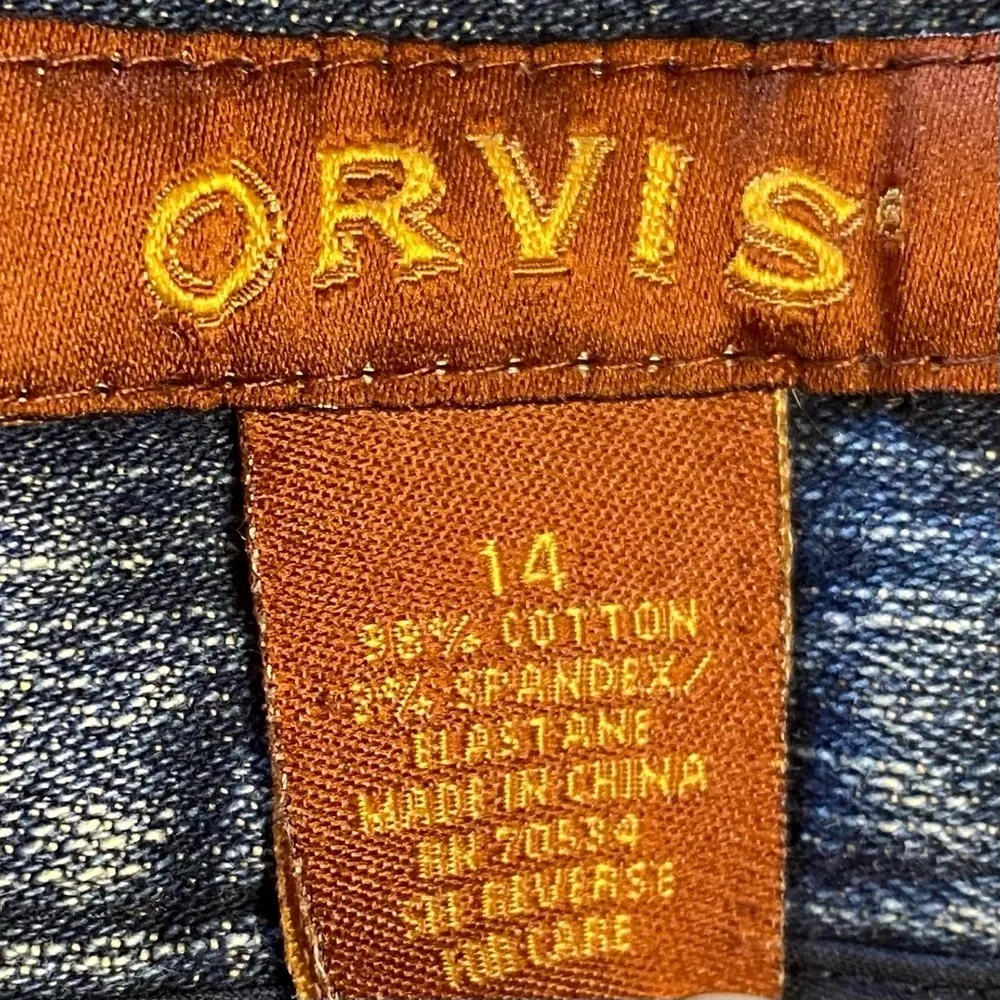 ORVIS
14
98% COTTON
2% SPANDEX/
ELASTANE
MADE IN CHINA
RN 70534
SEE REVERSE
FOR CARE